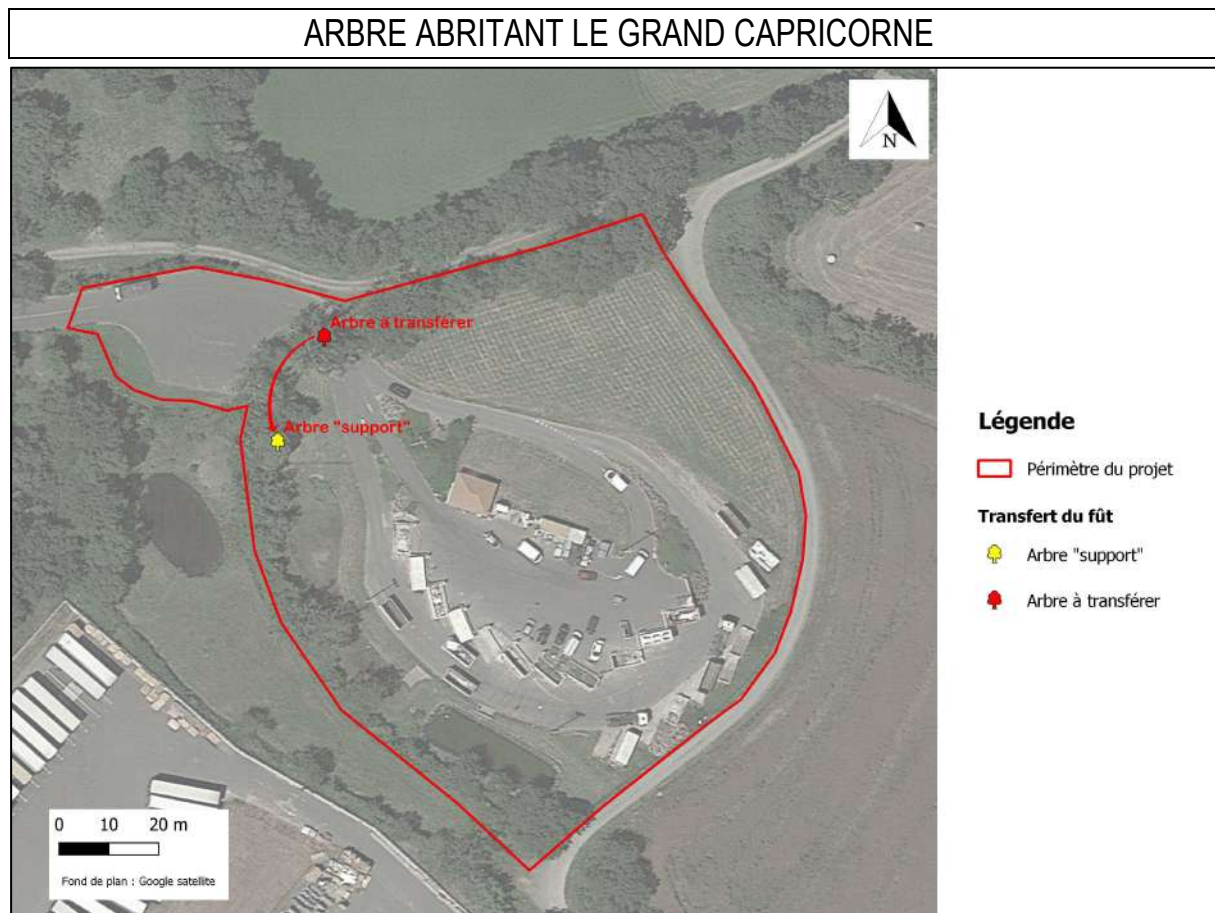 ARBRE ABRITANT LE GRAND CAPRICORNE
N
Arbre à transférer
Arbre "support"
Légende
Périmètre du projet
Transfert du fût
Arbre "support"
Arbre à transférer
0 10 20 m
Fond de plan : Google satellite